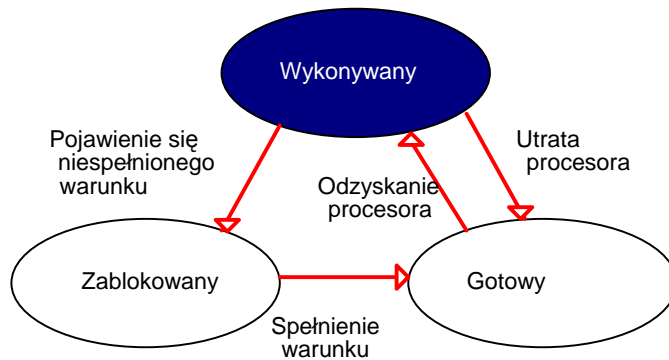 Wykonywany
Pojawienie się
niespełnionego
warunku
Utrata
procesora
Odzyskanie
procesora
Zablokowany
Gotowy
Spełnienie
warunku